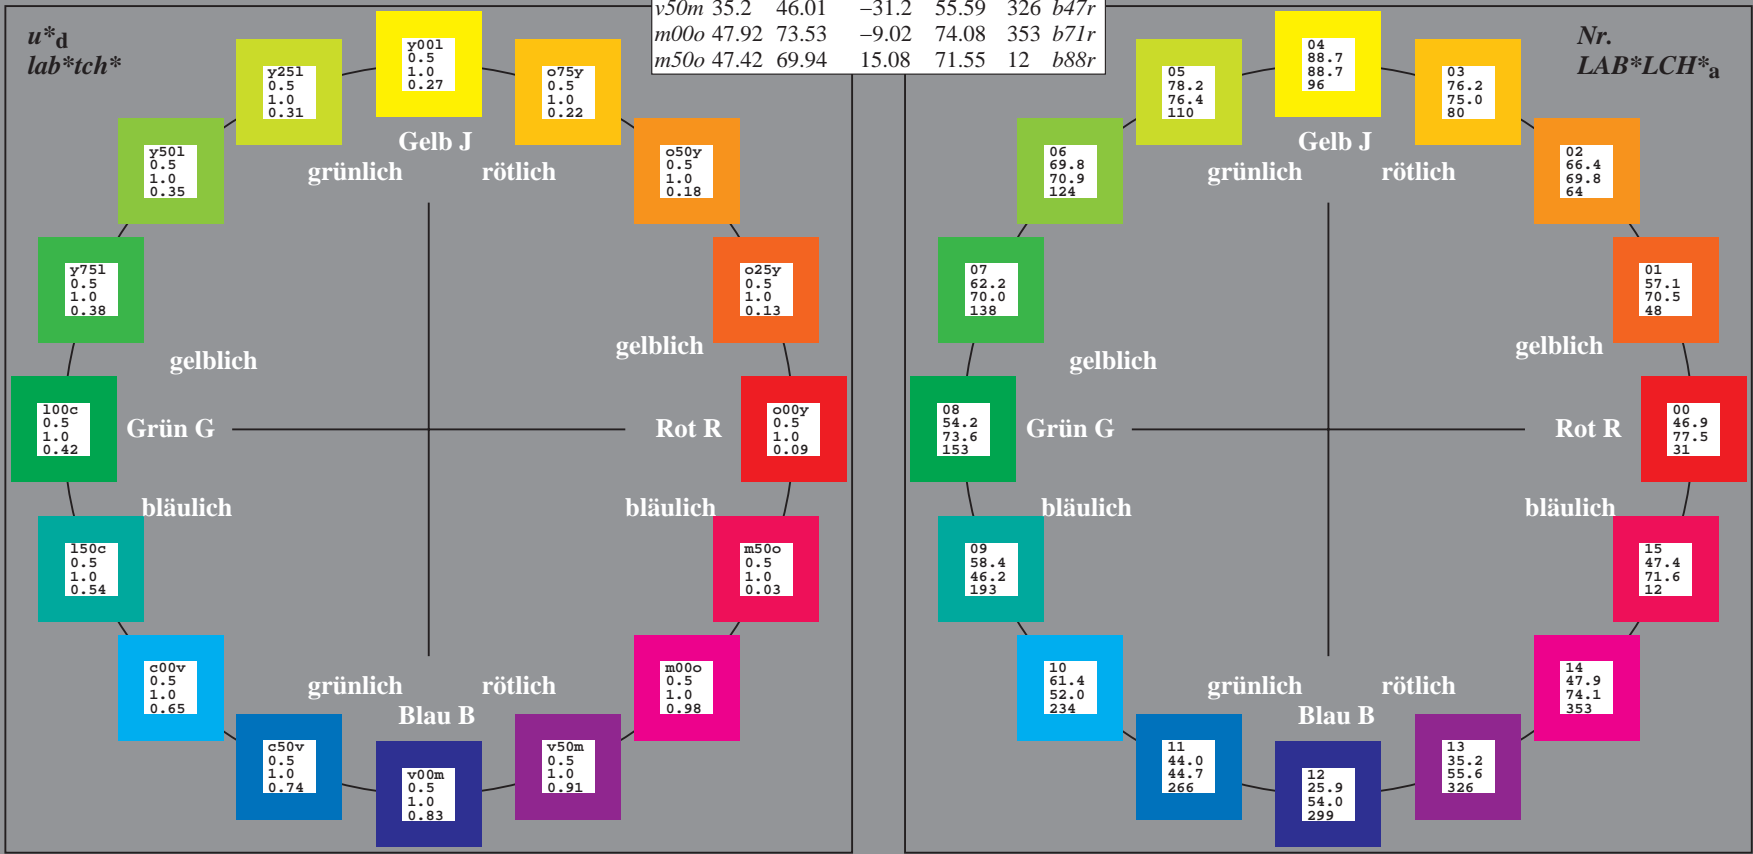 v50m 35.2 46.01 −31.2 55.59 326 b47r
m00o 47.92 73.53 −9.02 74.08 353 b71r
m50o 47.42 69.94 15.08 71.55 12 b88r
u*d
lab*tch*
y00l
0.5
1.0
0.27
y25l
0.5
1.0
0.31
o75y
0.5
1.0
0.22
y50l
0.5
1.0
0.35
o50y
0.5
1.0
0.18
Gelb J
grünlich rötlich
y75l
0.5
1.0
0.38
o25y
0.5
1.0
0.13
gelblich
gelblich
l00c
0.5
1.0
0.42
Grün G
Rot R
o00y
0.5
1.0
0.09
bläulich
bläulich
l50c
0.5
1.0
0.54
m50o
0.5
1.0
0.03
c00v
0.5
1.0
0.65
m00o
0.5
1.0
0.98
grünlich rötlich
Blau B
c50v
0.5
1.0
0.74
v00m
0.5
1.0
0.83
v50m
0.5
1.0
0.91
Nr.
LAB*LCH*a
04
88.7
88.7
96
05
78.2
76.4
110
03
76.2
75.0
80
06
69.8
70.9
124
02
66.4
69.8
64
Gelb J
grünlich rötlich
07
62.2
70.0
138
01
57.1
70.5
48
gelblich
gelblich
08
54.2
73.6
153
Grün G
Rot R
00
46.9
77.5
31
bläulich
bläulich
09
58.4
46.2
193
15
47.4
71.6
12
10
61.4
52.0
234
14
47.9
74.1
353
grünlich rötlich
Blau B
11
44.0
44.7
266
12
25.9
54.0
299
13
35.2
55.6
326